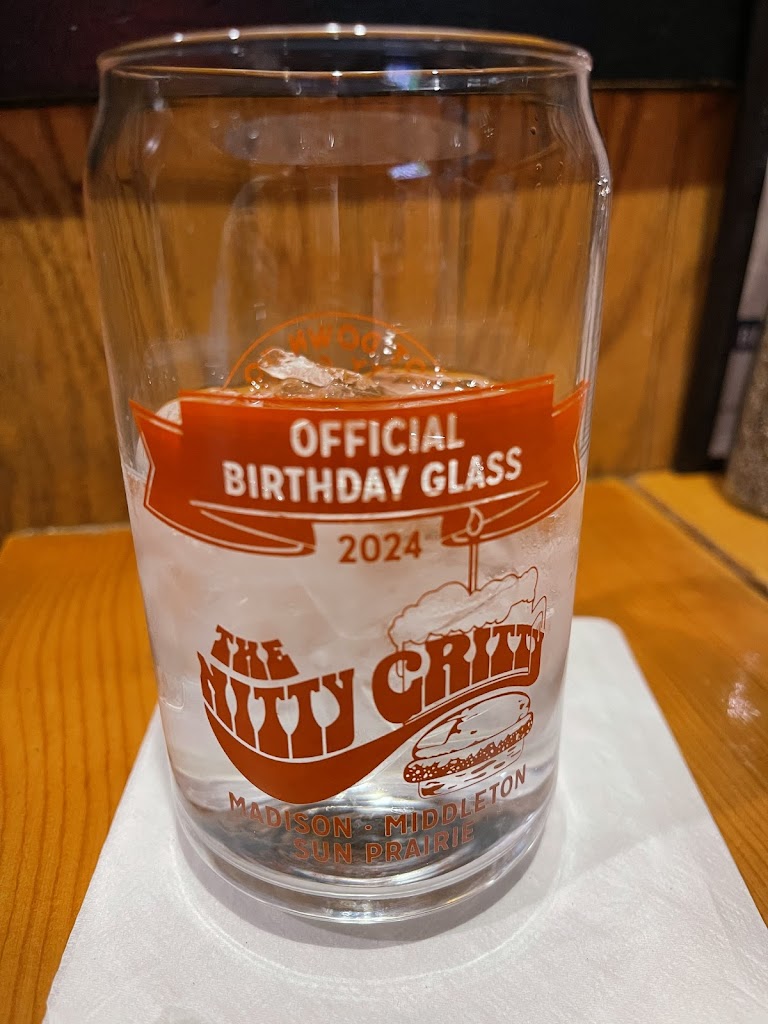 OFFICIAL
BIRTHDAY GLASS
2024
THE
NITTY GRITTY
MADISON · MIDDLETON
SUN PRAIRIE